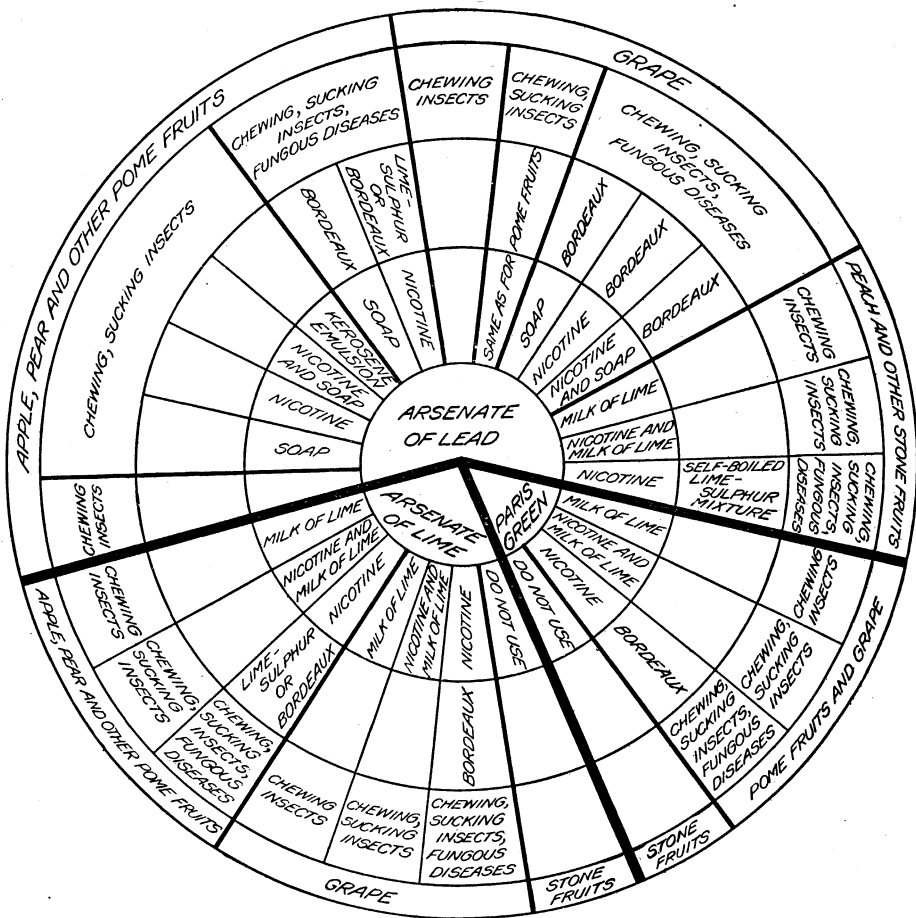 APPLE, PEAR AND OTHER POME FRUITS
CHEWING
INSECTS
CHEWING, SUCKING INSECTS
SOAP
NICOTINE
NICOTINE
AND SOAP
KEROSENE
EMULSION
CHEWING, SUCKING
INSECTS,
FUNGOUS DISEASES
BORDEAUX
SOAP
LIME-
SULPHUR
OR
BORDEAUX
NICOTINE
GRAPE
CHEWING
INSECTS
CHEWING,
SUCKING
INSECTS
SAME AS FOR POME FRUITS
CHEWING, SUCKING
INSECTS,
FUNGOUS DISEASES
BORDEAUX
SOAP
BORDEAUX
NICOTINE
BORDEAUX
NICOTINE
AND SOAP
PEACH AND OTHER STONE FRUITS
CHEWING
INSECTS
MILK OF LIME
CHEWING,
SUCKING
INSECTS
NICOTINE AND
MILK OF LIME
CHEWING,
SUCKING
INSECTS,
FUNGOUS
DISEASES
SELF-BOILED
LIME-
SULPHUR
MIXTURE
NICOTINE
ARSENATE
OF LEAD
PARIS
GREEN
MILK OF LIME
CHEWING
INSECTS
NICOTINE AND
MILK OF LIME
CHEWING,
SUCKING
INSECTS
NICOTINE
BORDEAUX
CHEWING,
SUCKING
INSECTS,
FUNGOUS
DISEASES
POME FRUITS AND GRAPE
DO NOT USE
STONE
FRUITS
ARSENATE
OF LIME
MILK OF LIME
CHEWING
INSECTS
NICOTINE AND
MILK OF LIME
CHEWING,
SUCKING
INSECTS
NICOTINE
LIME-
SULPHUR
OR
BORDEAUX
CHEWING,
SUCKING
INSECTS,
FUNGOUS
DISEASES
APPLE, PEAR AND OTHER POME FRUITS
MILK OF LIME
CHEWING
INSECTS
NICOTINE AND
MILK OF LIME
CHEWING,
SUCKING
INSECTS
NICOTINE
BORDEAUX
CHEWING,
SUCKING
INSECTS,
FUNGOUS
DISEASES
GRAPE
DO NOT USE
STONE
FRUITS